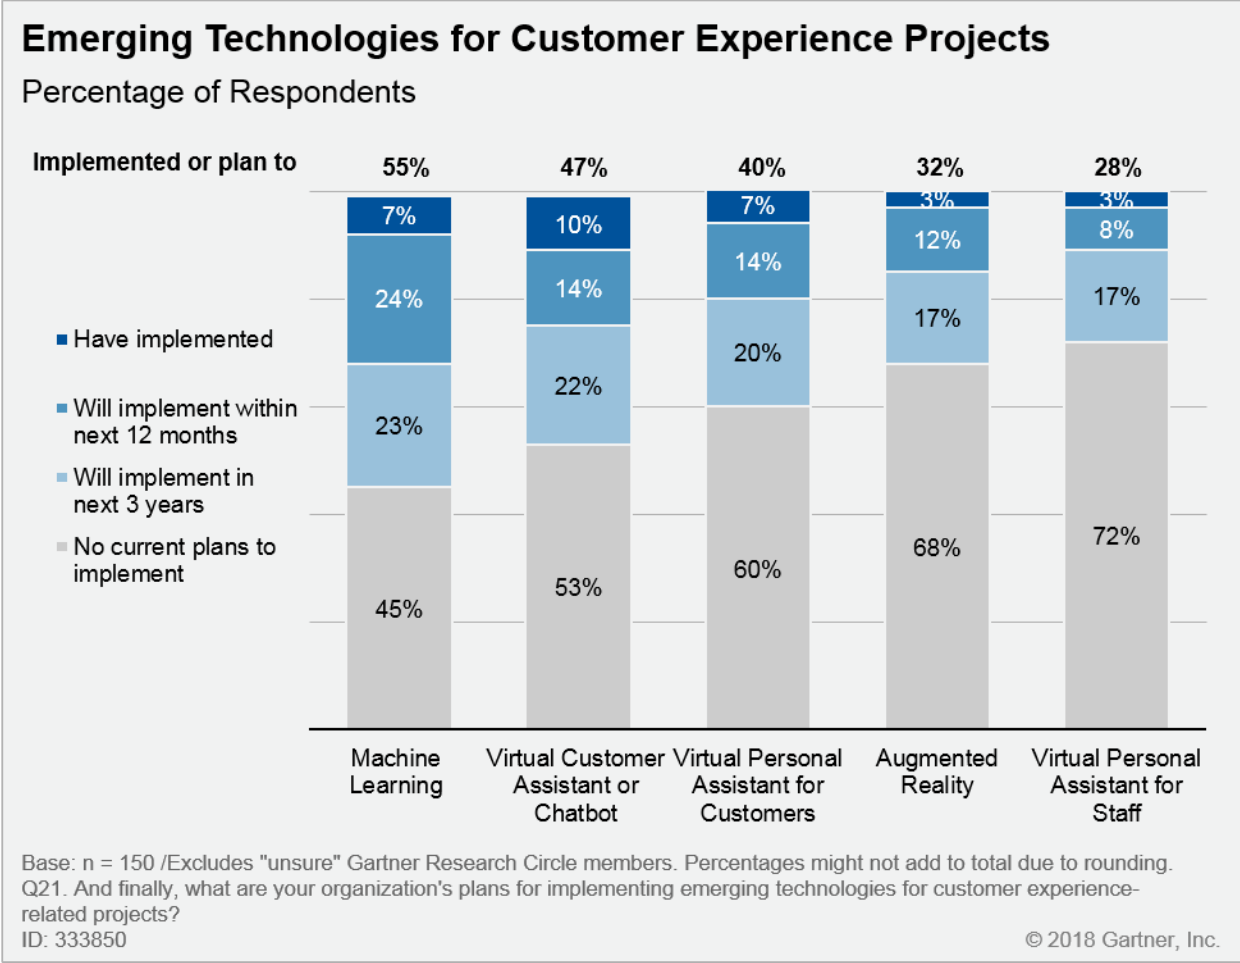 Emerging Technologies for Customer Experience Projects
Percentage of Respondents
Implemented or plan to 55% 47% 40% 32% 28%
7% 10% 7% 3% 3%
24% 14% 14% 12% 8%
23% 22% 20% 17% 17%
45% 53% 60% 68% 72%
Have implemented
Will implement within
next 12 months
Will implement in
next 3 years
No current plans to
implement
Machine
Learning
Virtual Customer
Assistant or
Chatbot
Virtual Personal
Assistant for
Customers
Augmented
Reality
Virtual Personal
Assistant for
Staff
Base: n = 150 /Excludes "unsure" Gartner Research Circle members. Percentages might not add to total due to rounding.
Q21. And finally, what are your organization's plans for implementing emerging technologies for customer experience-
related projects?
ID: 333850
© 2018 Gartner, Inc.